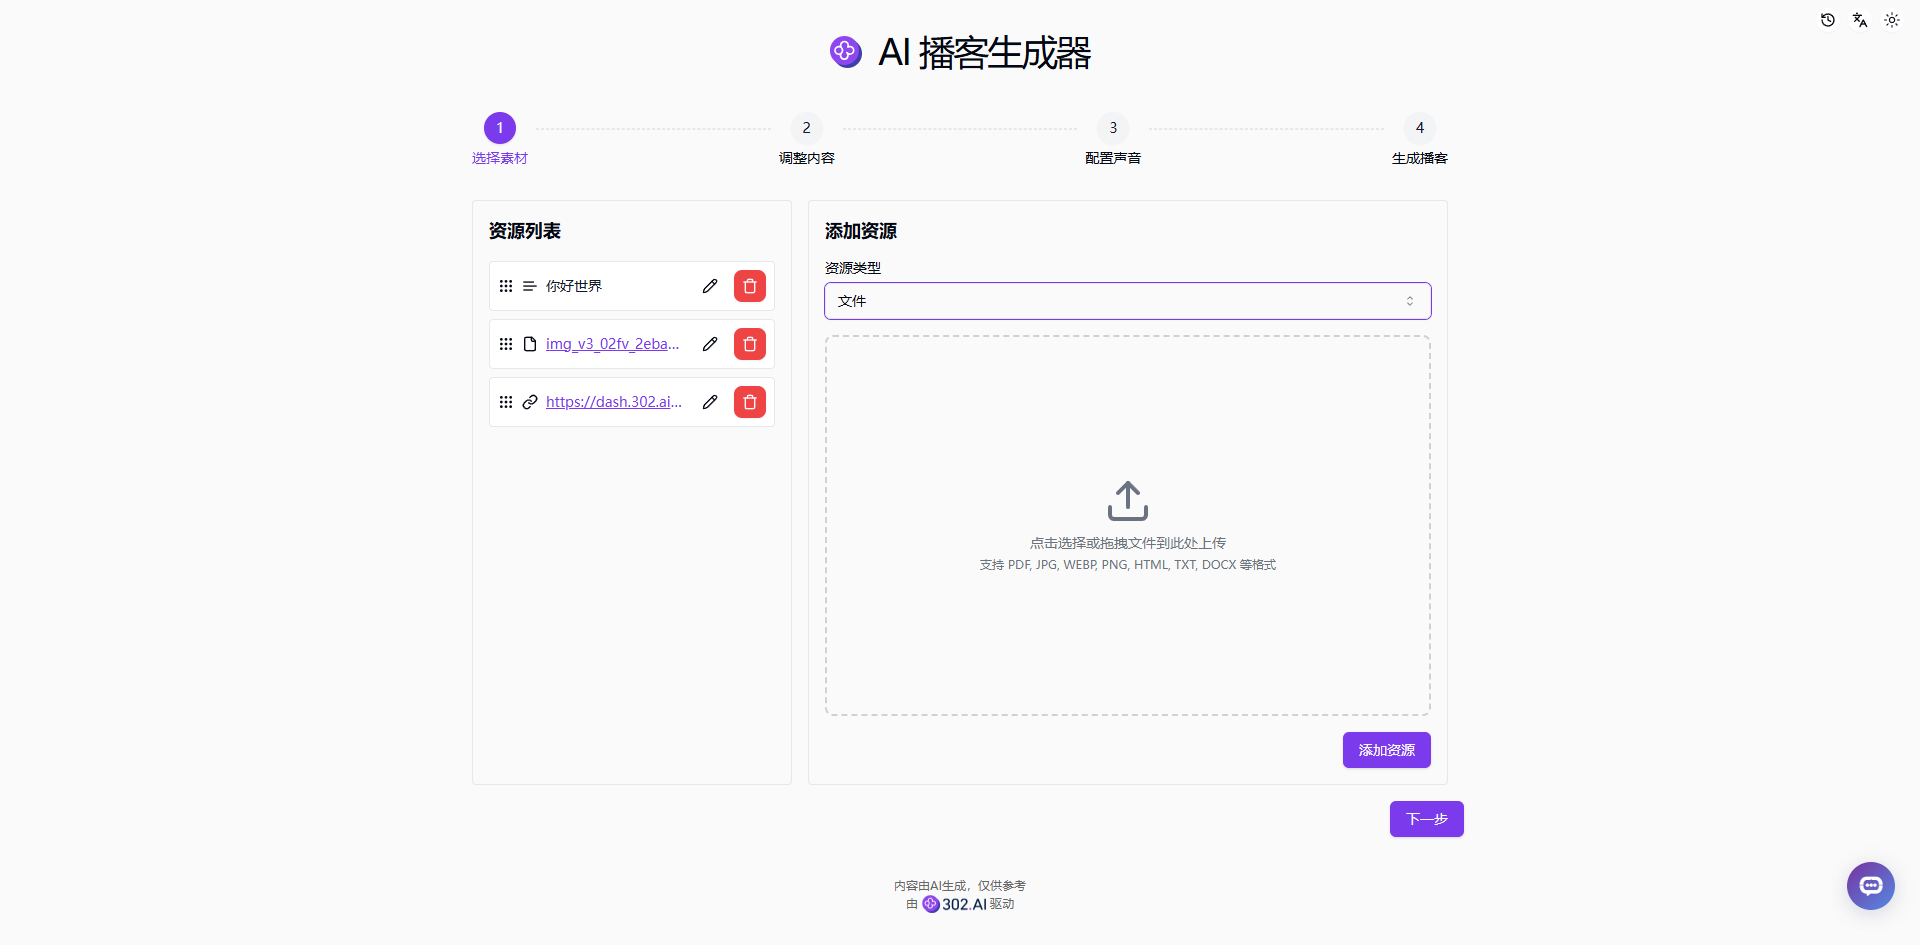 AI 播客生成器
1
选择素材
2
调整内容
3
配置声音
4
生成播客
资源列表
你好世界
img_v3_02fv_2eba...
https://dash.302.ai...
添加资源
资源类型
文件
点击选择或拖拽文件到此处上传
支持 PDF, JPG, WEBP, PNG, HTML, TXT, DOCX 等格式
添加资源
下一步
内容由AI生成，仅供参考
由 302.AI 驱动